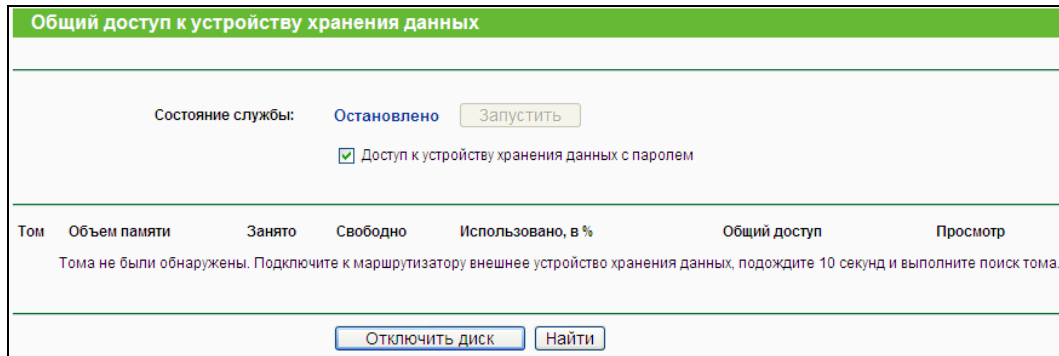 Общий доступ к устройству хранения данных
Состояние службы: Остановлено Запустить
Доступ к устройству хранения данных с паролем
Том Объем памяти Занято Свободно Использовано, в % Общий доступ Просмотр
Тома не были обнаружены. Подключите к маршрутизатору внешнее устройство хранения данных, подождите 10 секунд и выполните поиск тома.
Отключить диск Найти